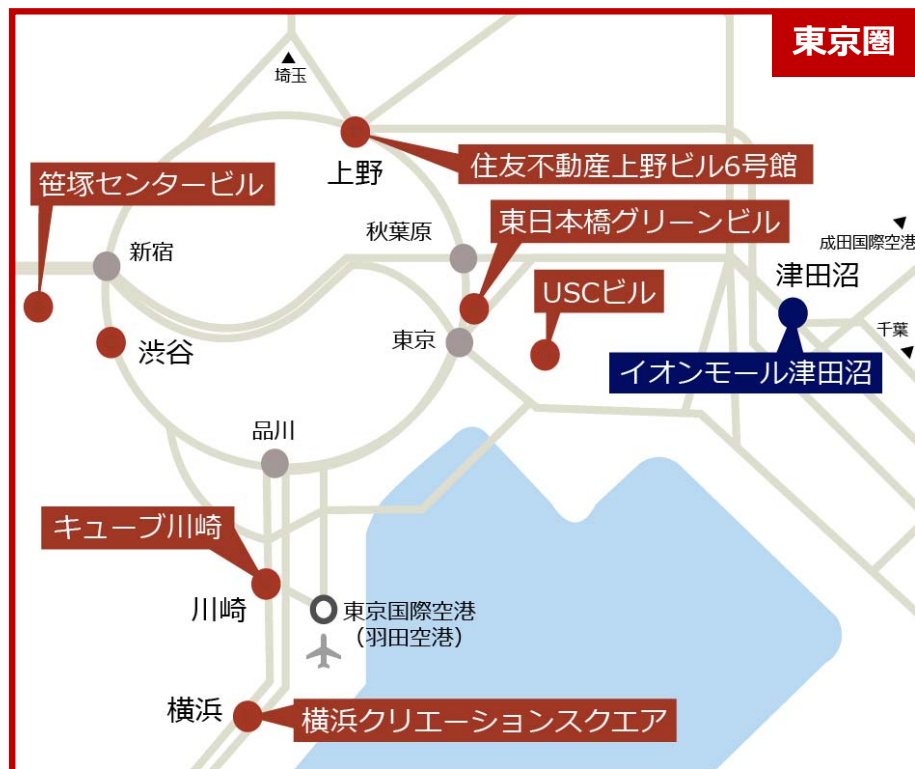 東京圏
埼玉
上野
住友不動産上野ビル6号館
笹塚センタービル
秋葉原
東日本橋グリーンビル
成田国際空港
新宿
津田沼
USCビル
千葉
東京
渋谷
イオンモール津田沼
品川
キューブ川崎
川崎
東京国際空港
（羽田空港）
横浜
横浜クリエーションスクエア